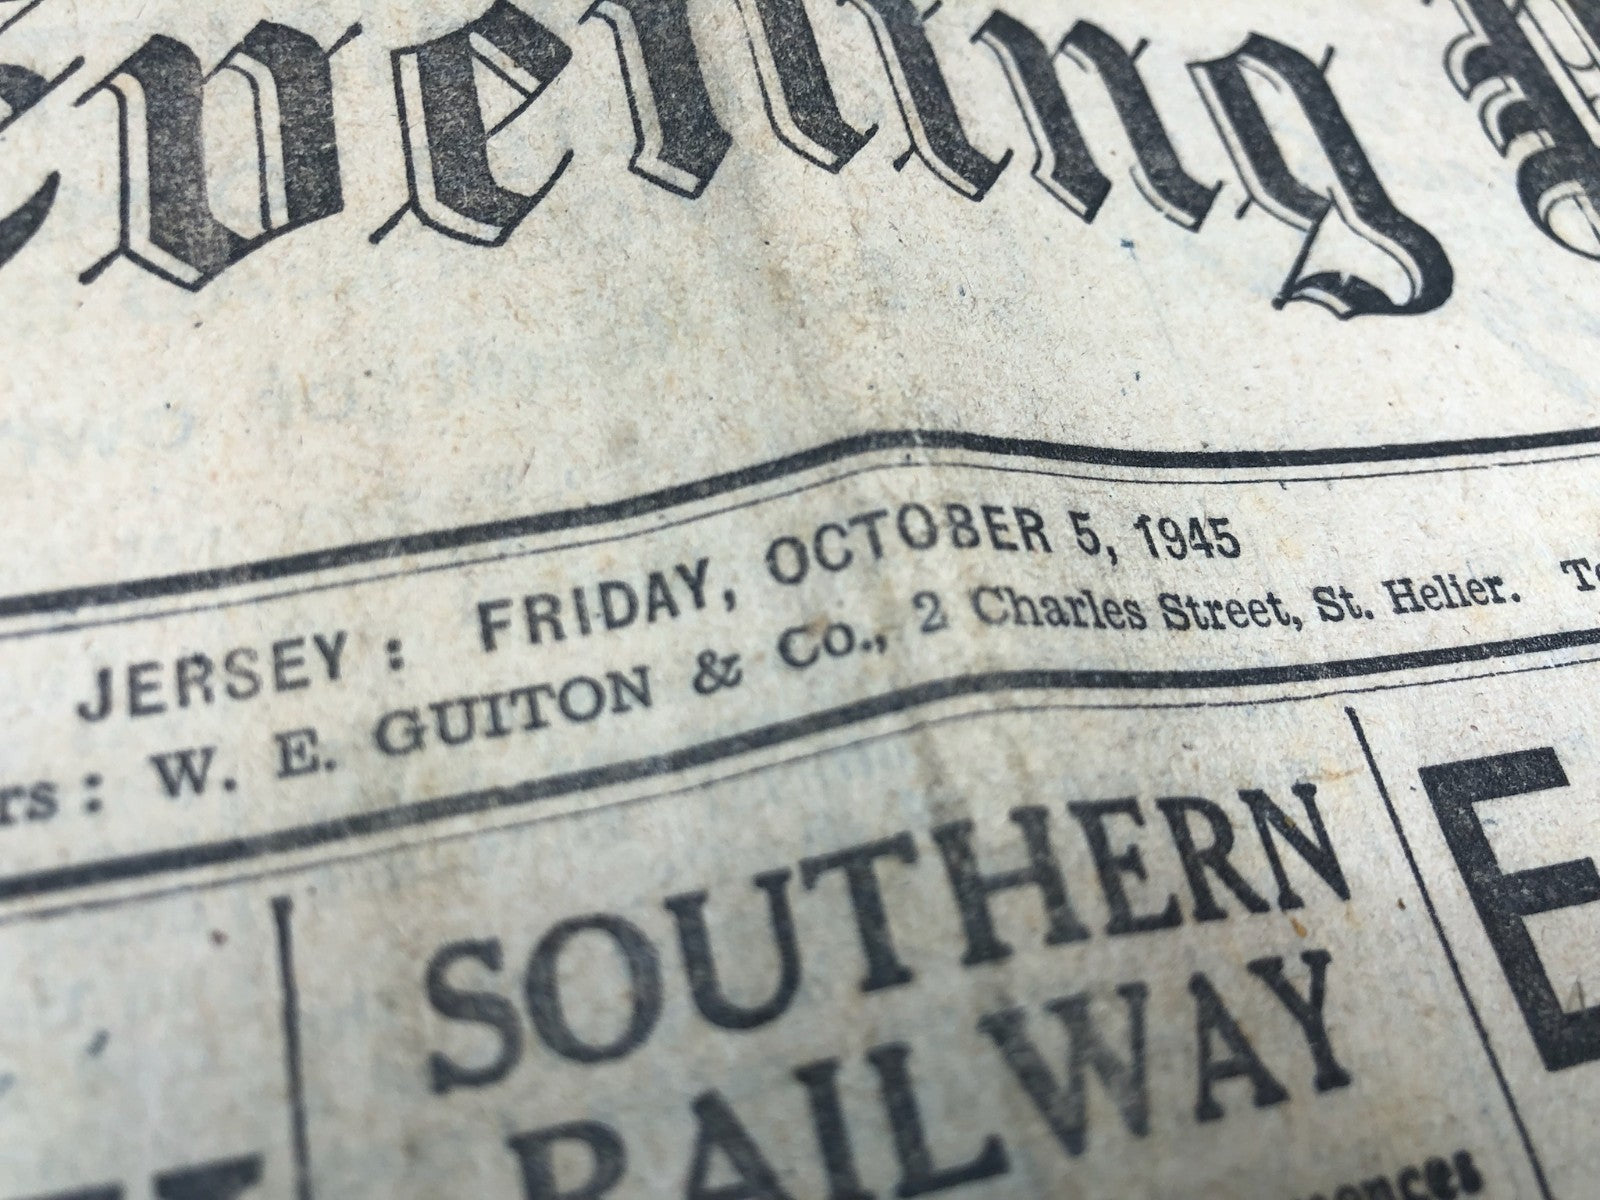 Evening
JERSEY : FRIDAY, OCTOBER 5, 1945
W. E. GUITON & Co., 2 Charles Street, St. Helier.
SOUTHERN
RAILWAY